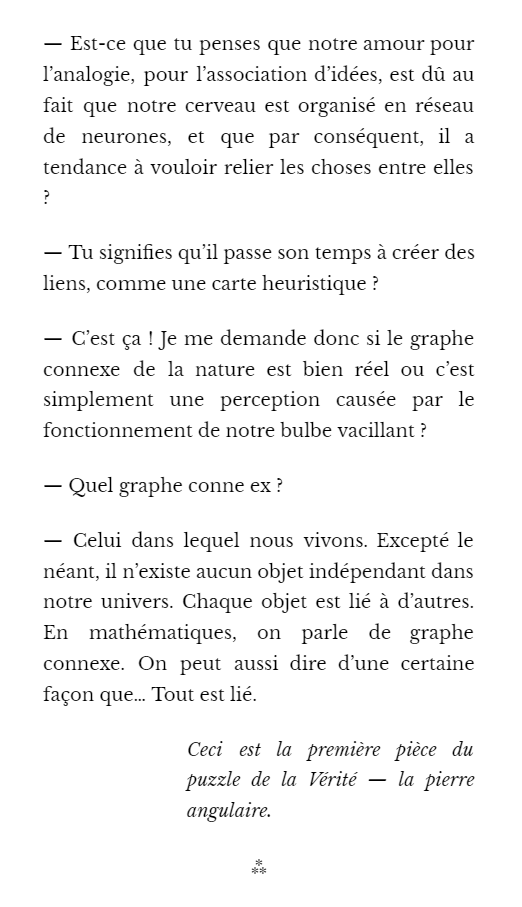 — Est-ce que tu penses que notre amour pour
l’analogie, pour l’association d’idées, est dû au
fait que notre cerveau est organisé en réseau
de neurones, et que par conséquent, il a
tendance à vouloir relier les choses entre elles
?
— Tu signifies qu’il passe son temps à créer des
liens, comme une carte heuristique ?
— C’est ça ! Je me demande donc si le graphe
connexe de la nature est bien réel ou c’est
simplement une perception causée par le
fonctionnement de notre bulbe vacillant ?
— Quel graphe conne ex ?
— Celui dans lequel nous vivons. Excepté le
néant, il n’existe aucun objet indépendant dans
notre univers. Chaque objet est lié à d’autres.
En mathématiques, on parle de graphe
connexe. On peut aussi dire d’une certaine
façon que… Tout est lié.
Ceci est la première pièce du
puzzle de la Vérité — la pierre
angulaire.
⁂